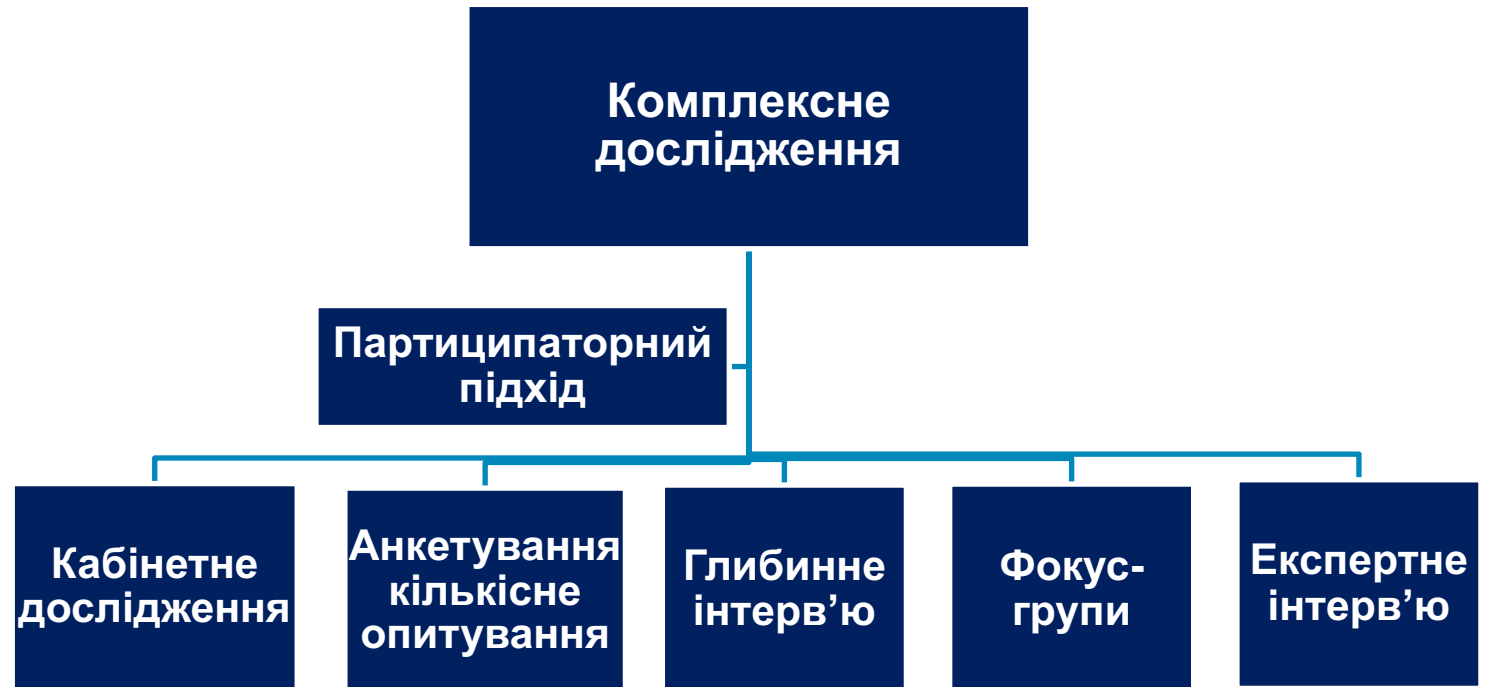 Комплексне
дослідження
Партиципаторний
підхід
Кабінетне
дослідження
Анкетування
кількісне
опитування
Глибинне
інтерв’ю
Фокус-
групи
Експертне
інтерв’ю